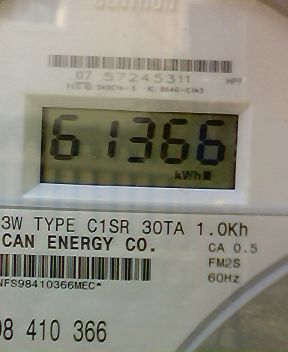 CENTRON
07 57245311
61366
kWh
3W TYPE C1SR 30TA 1.0Kh
CAN ENERGY CO.
CA 0.5
FM2S
60Hz
NFS98410366MEC*
98 410 366